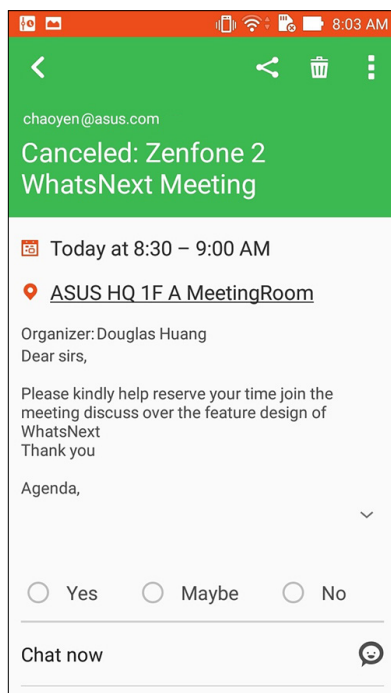 8:03 AM
chaoyen@asus.com
Canceled: Zenfone 2
WhatsNext Meeting
Today at 8:30 – 9:00 AM
ASUS HQ 1F A MeetingRoom
Organizer: Douglas Huang
Dear sirs,
Please kindly help reserve your time join the
meeting discuss over the feature design of
WhatsNext
Thank you
Agenda,
Yes Maybe No
Chat now